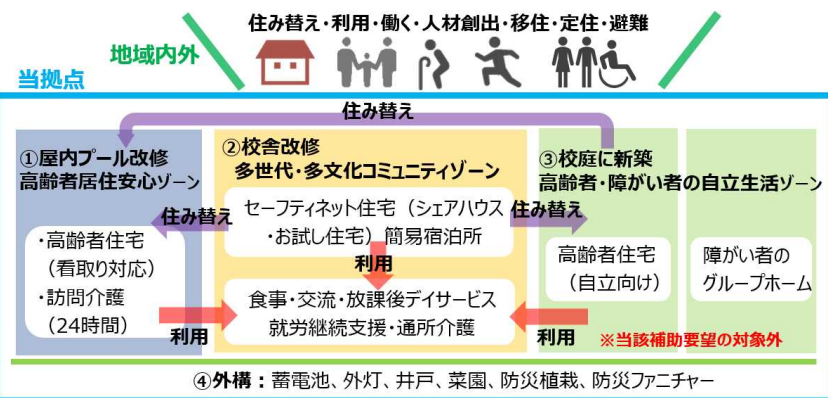 住み替え・利用・働く・人材創出・移住・定住・避難
地域内外
当拠点
住み替え
①屋内プール改修
高齢者居住安心ゾーン
住み替え
・高齢者住宅
（看取り対応）
・訪問介護
（24時間）
利用
②校舎改修
多世代・多文化コミュニティゾーン
セーフティネット住宅（シェアハウス
・お試し住宅）簡易宿泊所
利用
食事・交流・放課後デイサービス
就労継続支援・通所介護
③校庭に新築
高齢者・障がい者の自立生活ゾーン
住み替え
高齢者住宅
（自立向け）
障がい者の
グループホーム
利用
※当該補助要望の対象外
④外構：蓄電池、外灯、井戸、菜園、防災植栽、防災ファニチャー